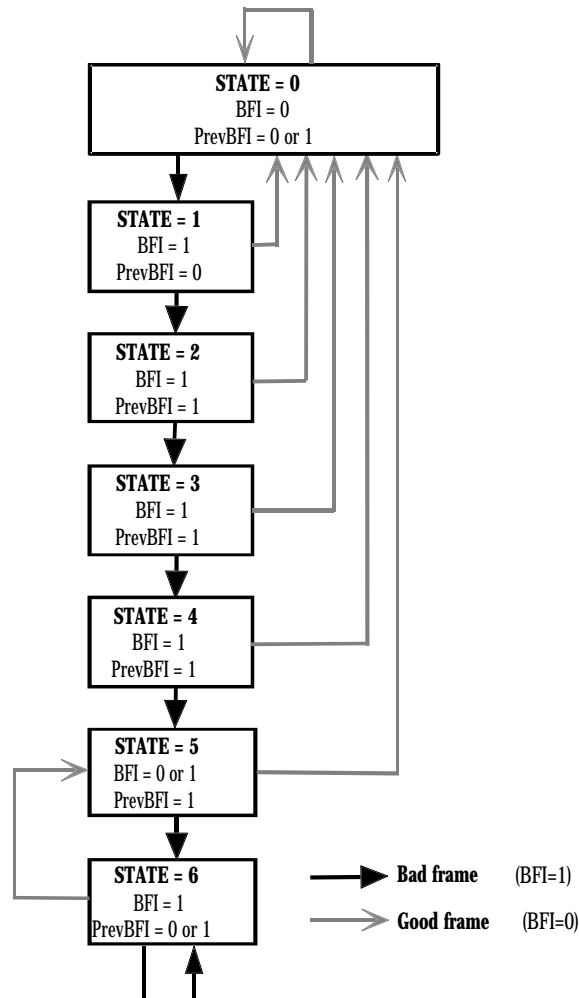 STATE = 0
BFI = 0
PrevBFI = 0 or 1
STATE = 1
BFI = 1
PrevBFI = 0
STATE = 2
BFI = 1
PrevBFI = 1
STATE = 3
BFI = 1
PrevBFI = 1
STATE = 4
BFI = 1
PrevBFI = 1
STATE = 5
BFI = 0 or 1
PrevBFI = 1
STATE = 6
BFI = 1
PrevBFI = 0 or 1
Bad frame (BFI=1)
Good frame (BFI=0)